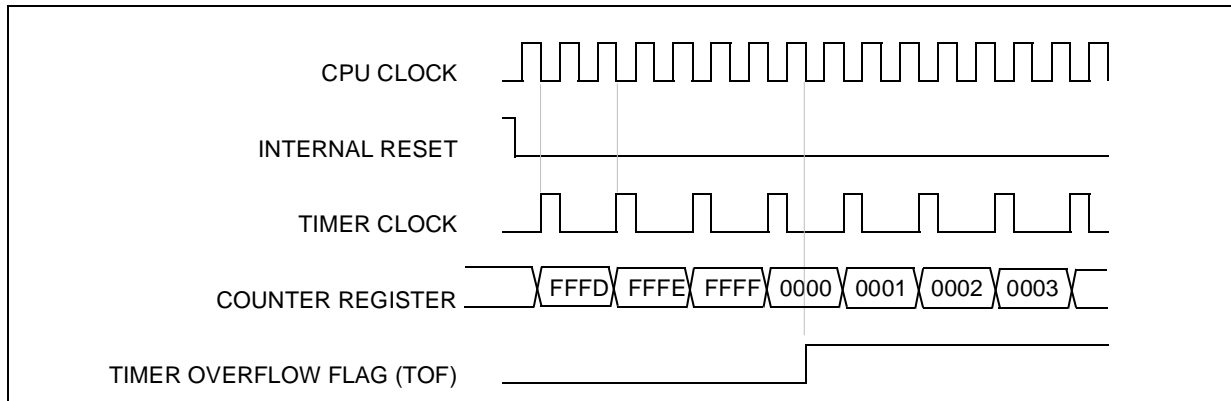 CPU CLOCK
INTERNAL RESET
TIMER CLOCK
COUNTER REGISTER FFFD FFFE FFFF 0000 0001 0002 0003
TIMER OVERFLOW FLAG (TOF)